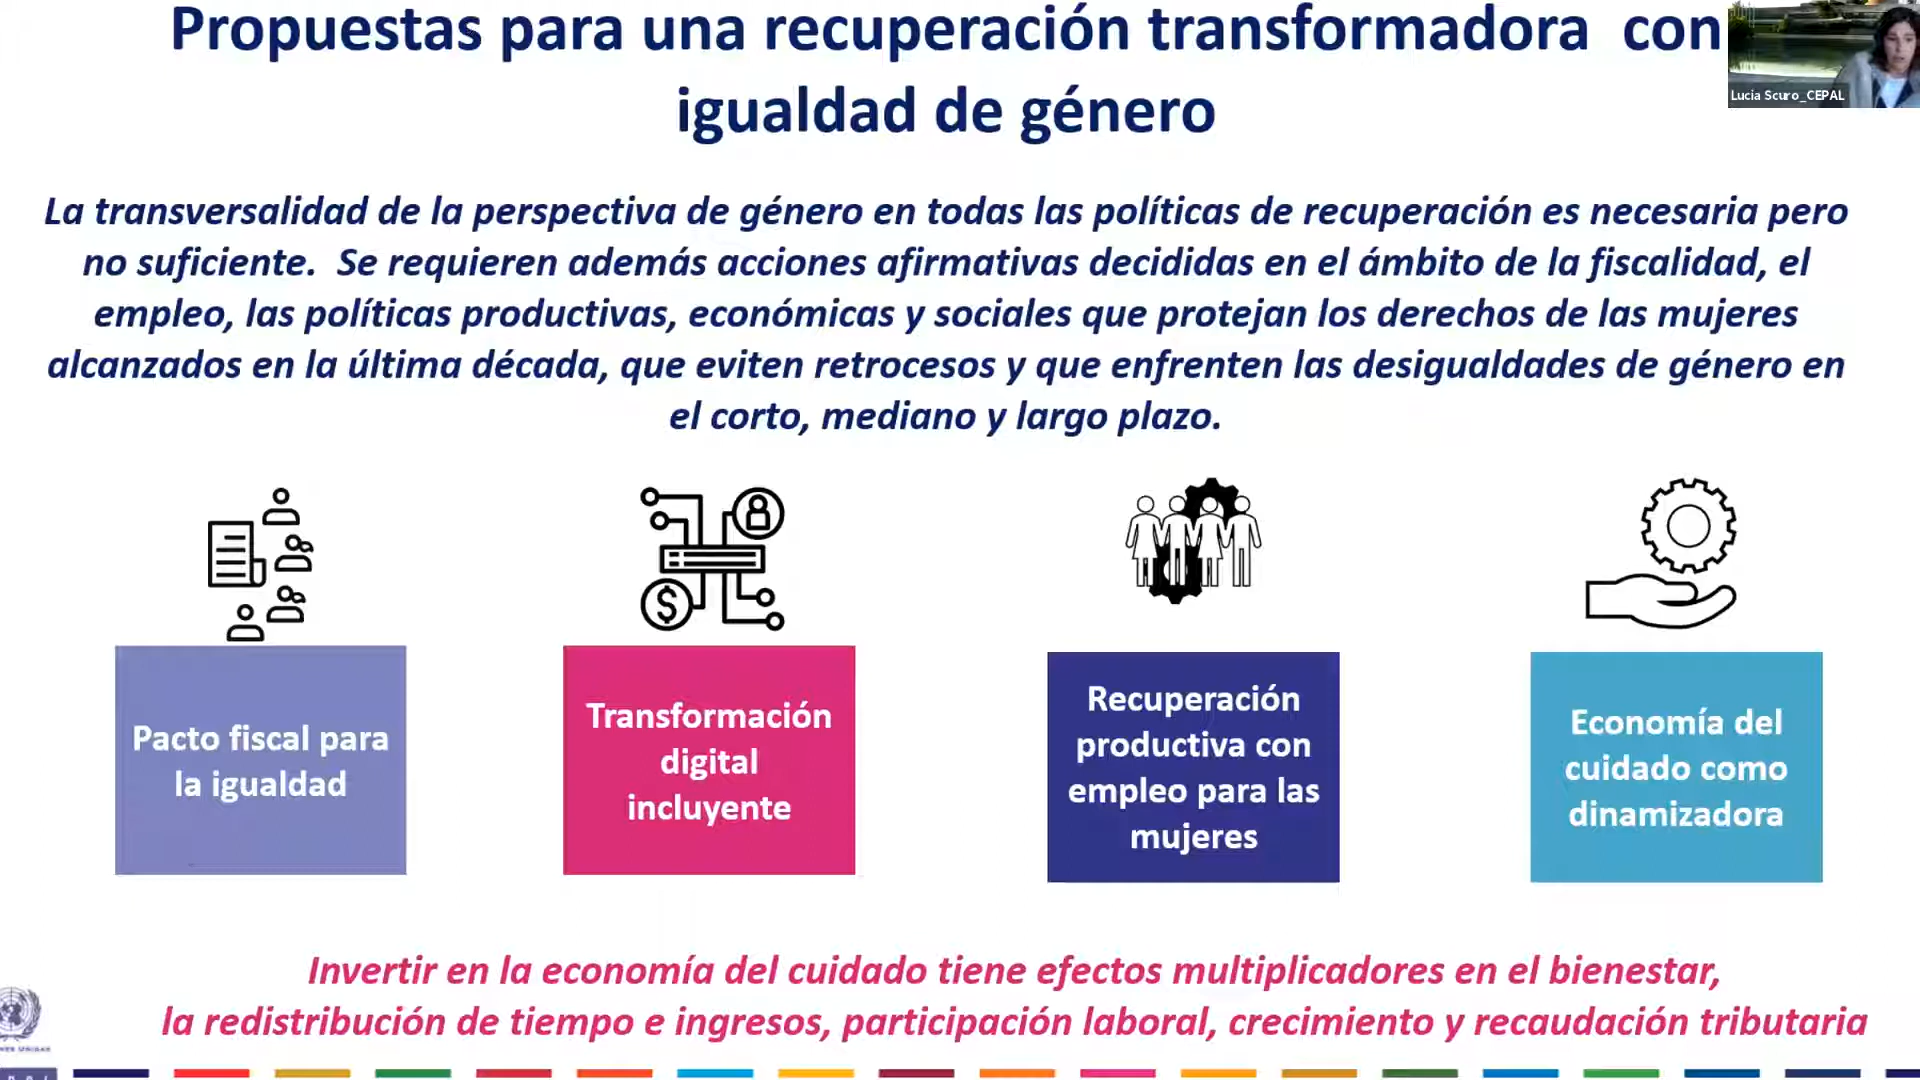 Propuestas para una recuperación transformadora con
igualdad de género
Lucia Scuro_CEPAL
La transversalidad de la perspectiva de género en todas las políticas de recuperación es necesaria pero
no suficiente. Se requieren además acciones afirmativas decididas en el ámbito de la fiscalidad, el
empleo, las políticas productivas, económicas y sociales que protejan los derechos de las mujeres
alcanzados en la última década, que eviten retrocesos y que enfrenten las desigualdades de género en
el corto, mediano y largo plazo.
$
Pacto fiscal para
la igualdad
Transformación
digital
incluyente
Recuperación
productiva con
empleo para las
mujeres
Economía del
cuidado como
dinamizadora
Invertir en la economía del cuidado tiene efectos multiplicadores en el bienestar,
la redistribución de tiempo e ingresos, participación laboral, crecimiento y recaudación tributaria